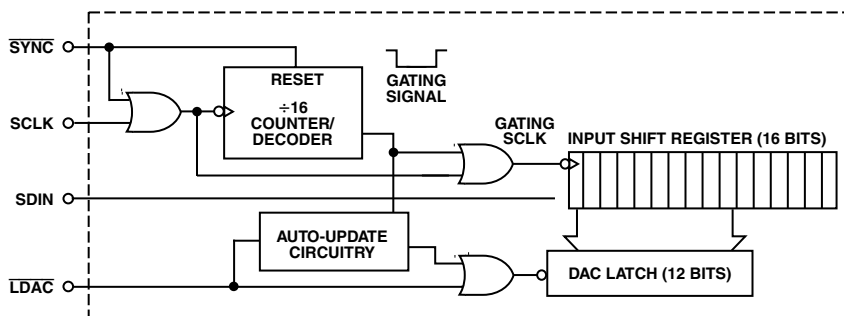 SYNC
SCLK
SDIN
LDAC
RESET
÷16
COUNTER/
DECODER
GATING
SIGNAL
GATING
SCLK
INPUT SHIFT REGISTER (16 BITS)
AUTO-UPDATE
CIRCUITRY
DAC LATCH (12 BITS)